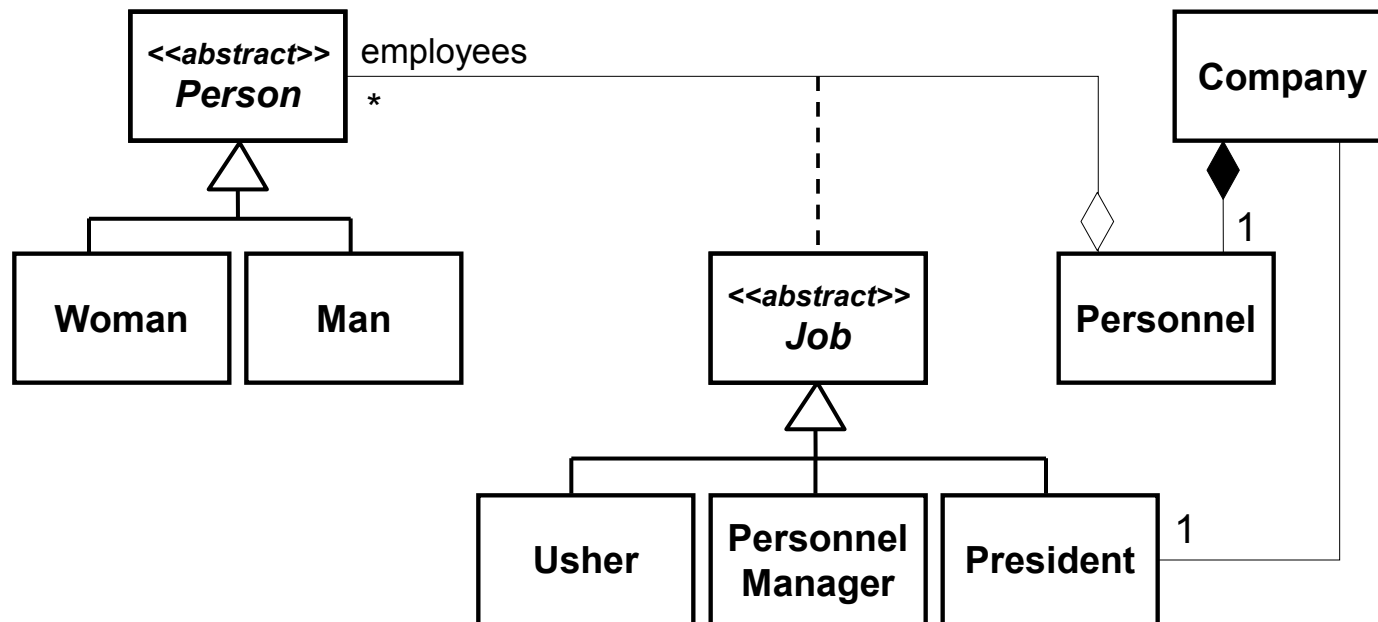 <<abstract>>
Person
employees
*
Company
1
Woman
Man
<<abstract>>
Job
Personnel
Usher
Personnel
Manager
President
1